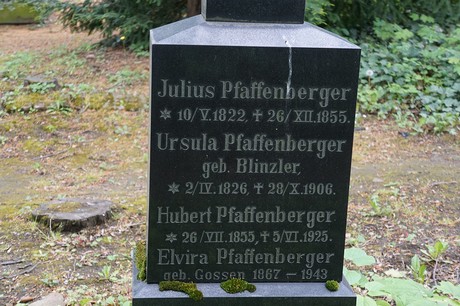 Julius Pfaffenberger
* 10/V.1822, ✝ 26/XII.1855.
Ursula Pfaffenberger
geb. Blinzler,
* 2/IV.1826, ✝ 28/X.1906.
Hubert Pfaffenberger
* 26/VII.1855, ✝ 5/VI.1925.
Elvira Pfaffenberger
geb. Gossen 1867 – 1943